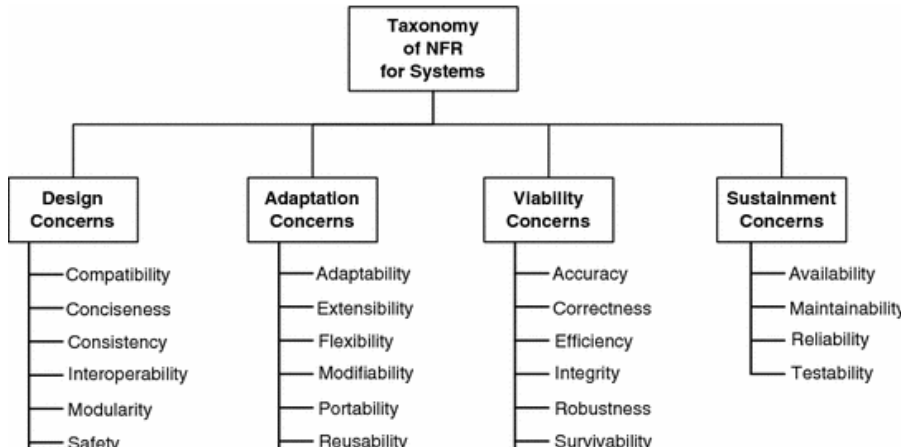 Taxonomy
of NFR
for Systems
Design
Concerns
Compatibility
Conciseness
Consistency
Interoperability
Modularity
Safety
Adaptation
Concerns
Adaptability
Extensibility
Flexibility
Modifiability
Portability
Reusability
Viability
Concerns
Accuracy
Correctness
Efficiency
Integrity
Robustness
Survivability
Sustainment
Concerns
Availability
Maintainability
Reliability
Testability